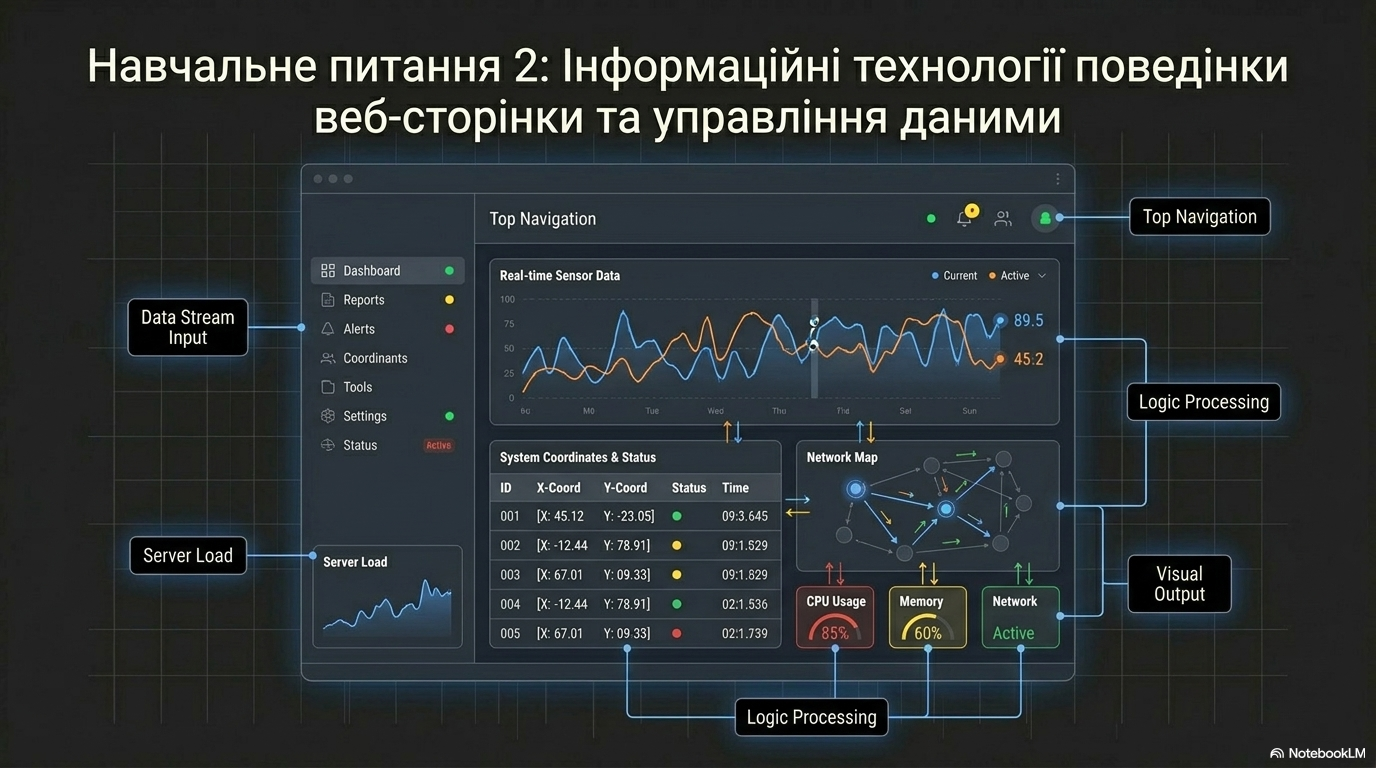 Навчальне питання 2: Інформаційні технології поведінки
веб-сторінки та управління даними
Top Navigation
Top Navigation
Dashboard
Reports
Alerts
Coordinants
Tools
Settings
Status Active
Data Stream
Input
Real-time Sensor Data
Current Active
100
75
50
25
0
89.5
45:2
Tue Wed Sun
Logic Processing
System Coordinates & Status
ID X-Coord Y-Coord Status Time
001 [X: 45.12 Y: -23.05] 09:3.645
002 [X: -12.44 Y: 78.91] 09:1.529
003 [X: 67.01 Y: 09.33] 09:1.829
004 [X: -12.44 Y: 78.91] 02:1.536
005 [X: 67.01 Y: 09.33] 02:1.739
Network Map
Server Load
Server Load
CPU Usage
85%
Memory
60%
Network
Active
Visual
Output
Logic Processing
NotebookLM